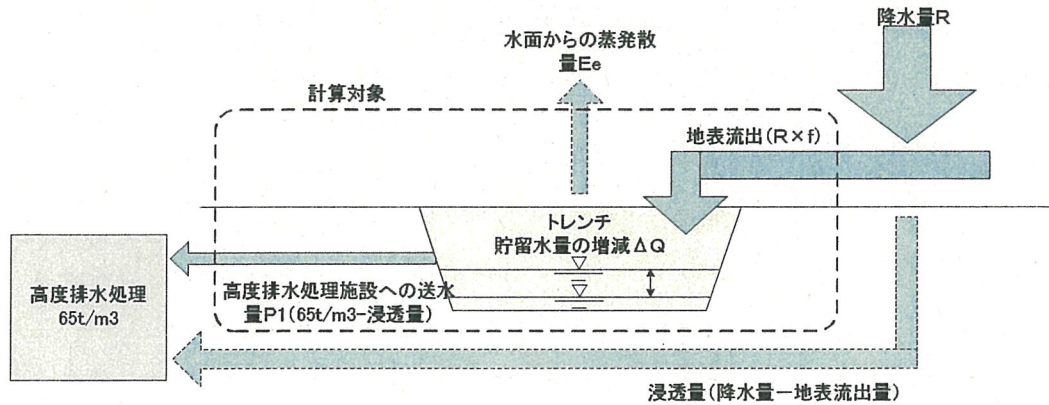 降水量R
水面からの蒸発散
量Ee
計算対象
地表流出(R×f)
トレンチ
貯留水量の増減ΔQ
高度排水処理
65t/m3
高度排水処理施設への送水
量P1(65t/m3-浸透量)
浸透量(降水量ー地表流出量)